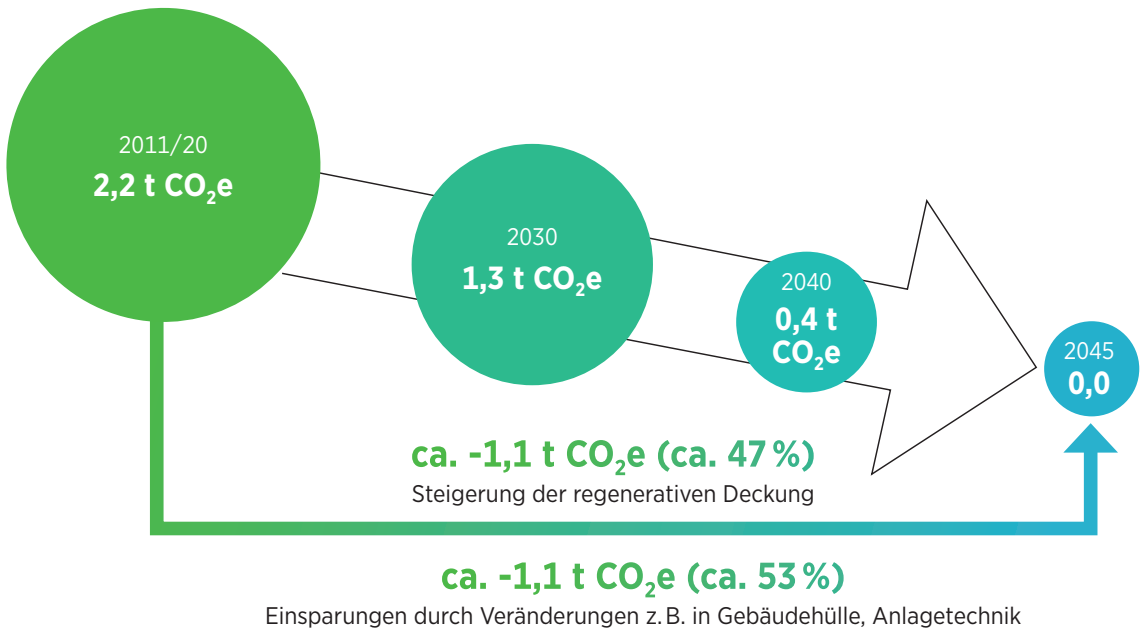 2011/20
2,2 t CO₂e
2030
1,3 t CO₂e
2040
0,4 t
CO₂e
2045
0,0
ca. -1,1 t CO₂e (ca. 47 %)
Steigerung der regenerativen Deckung
ca. -1,1 t CO₂e (ca. 53 %)
Einsparungen durch Veränderungen z. B. in Gebäudehülle, Anlagetechnik